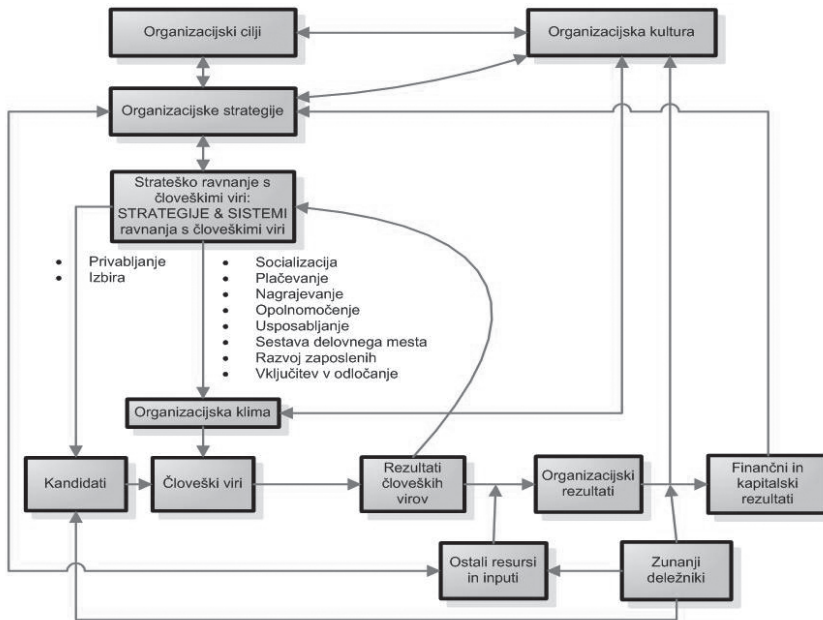 Organizacijski cilji
Organizacijska kultura
Organizacijske strategije
Strateško ravnanje s
človeškimi viri:
STRATEGIJE & SISTEMI
ravnanja s človeškimi viri
• Privabljanje
• Izbira
• Socializacija
• Plačevanje
• Nagrajevanje
• Opolnomočenje
• Usposabljanje
• Sestava delovnega mesta
• Razvoj zaposlenih
• Vključitev v odločanje
Organizacijska klima
Kandidati
Človeški viri
Rezultati
človeških
virov
Organizacijski
rezultati
Finančni in
kapitalski
rezultati
Ostali resursi
in inputi
Zunanji
deležniki